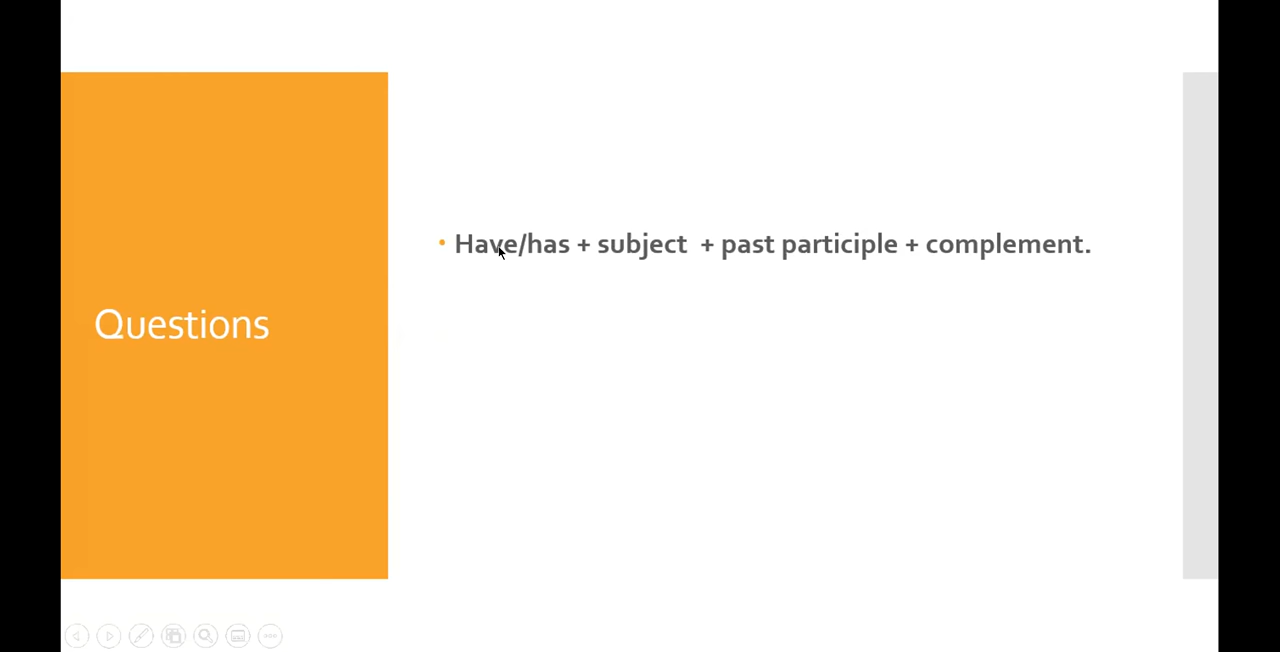 Questions
• Have/has + subject  + past participle + complement.